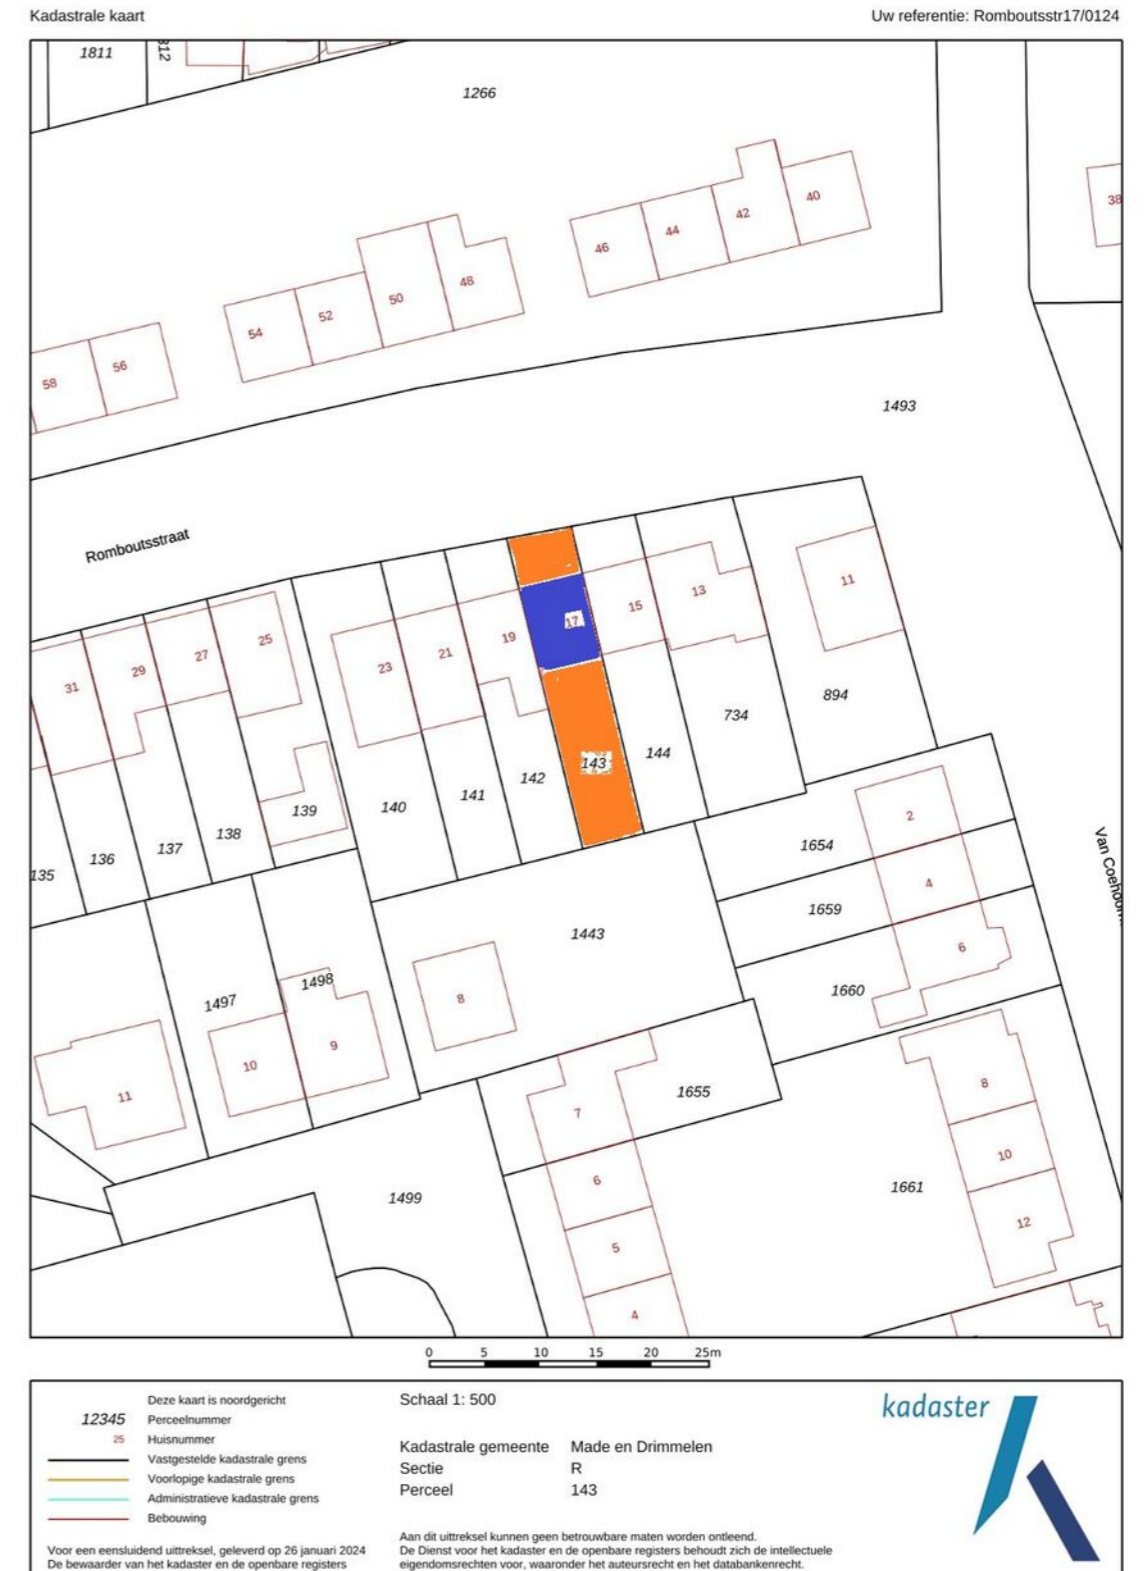 Kadastrale kaart
Uw referentie: Romboutsstr17/0124
1811
312
1266
38
40
42
44
46
48
50
52
54
56
58
1493
Romboutsstraat
11
13
15
17
19
21
23
25
27
29
31
894
734
144
143
142
141
140
139
138
137
136
135
2
1654
4
1659
6
1660
Van Coehoorn
1443
8
1498
1497
9
10
11
7
1655
8
10
12
1661
6
5
4
1499
0 5 10 15 20 25m
Deze kaart is noordgericht
12345 Perceelnummer
25 Huisnummer
Vastgestelde kadastrale grens
Voorlopige kadastrale grens
Administratieve kadastrale grens
Bebouwing
Voor een eensluidend uittreksel, geleverd op 26 januari 2024
De bewaarder van het kadaster en de openbare registers
Schaal 1: 500
Kadastrale gemeente Made en Drimmelen
Sectie R
Perceel 143
Aan dit uittreksel kunnen geen betrouwbare maten worden ontleend.
De Dienst voor het kadaster en de openbare registers behoudt zich de intellectuele
eigendomsrechten voor, waaronder het auteursrecht en het databankenrecht.
kadaster